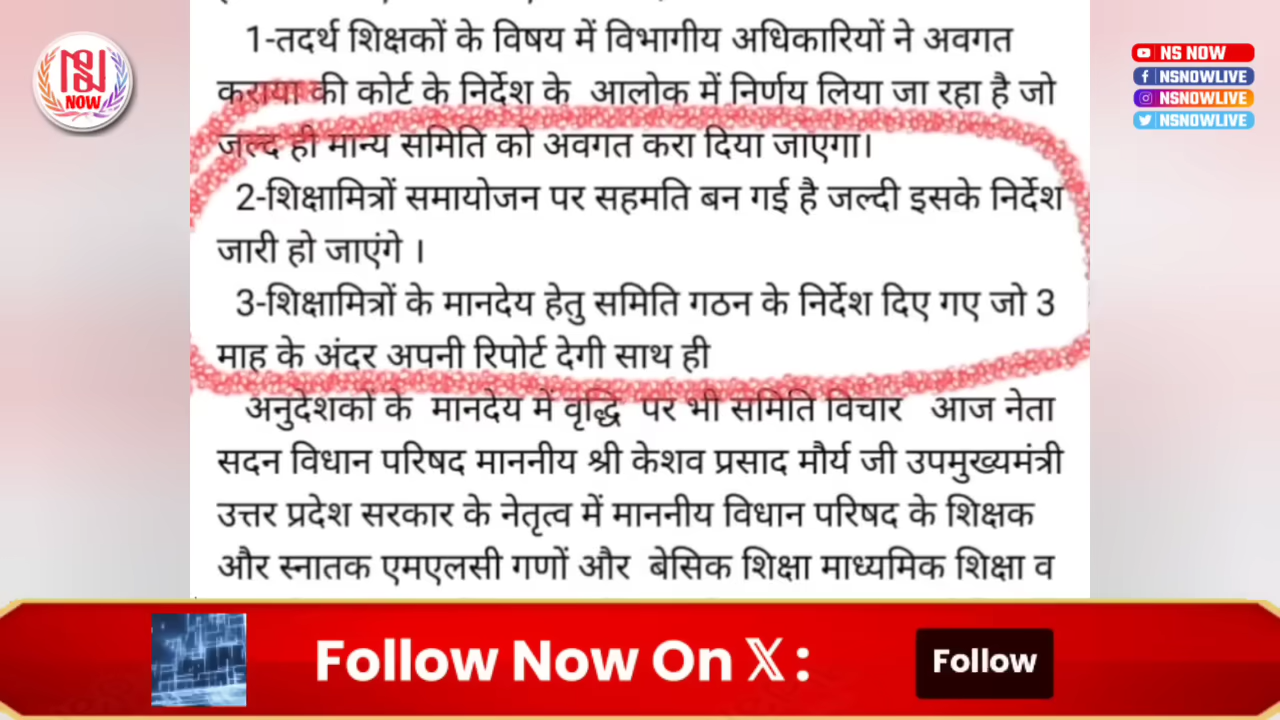 1-तदर्थ शिक्षकों के विषय में विभागीय अधिकारियों ने अवगत
कराया की कोर्ट के निर्देश के आलोक में निर्णय लिया जा रहा है जो
जल्द ही मान्य समिति को अवगत करा दिया जाएगा।
2-शिक्षामित्रों समायोजन पर सहमति बन गई है जल्दी इसके निर्देश
जारी हो जाएंगे ।
3-शिक्षामित्रों के मानदेय हेतु समिति गठन के निर्देश दिए गए जो 3
माह के अंदर अपनी रिपोर्ट देगी साथ ही
अनुदेशकों के मानदेय में वृद्धि पर भी समिति विचार आज नेता
सदन विधान परिषद माननीय श्री केशव प्रसाद मौर्य जी उपमुख्यमंत्री
उत्तर प्रदेश सरकार के नेतृत्व में माननीय विधान परिषद के शिक्षक
और स्नातक एमएलसी गणों और बेसिक शिक्षा माध्यमिक शिक्षा व
NS NOW
NS NOW
NSNOWLIVE
NSNOWLIVE
NSNOWLIVE
Follow Now On X :
Follow